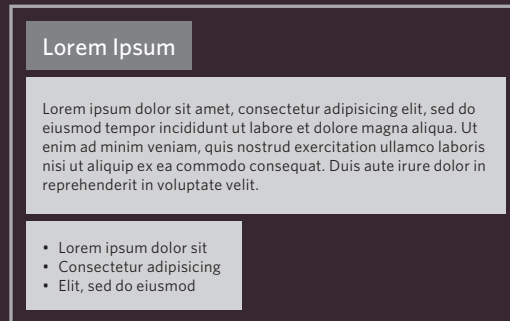 Lorem Ipsum
Lorem ipsum dolor sit amet, consectetur adipisicing elit, sed do
eiusmod tempor incididunt ut labore et dolore magna aliqua. Ut
enim ad minim veniam, quis nostrud exercitation ullamco laboris
nisi ut aliquip ex ea commodo consequat. Duis aute irure dolor in
reprehenderit in voluptate velit.
• Lorem ipsum dolor sit
• Consectetur adipisicing
• Elit, sed do eiusmod